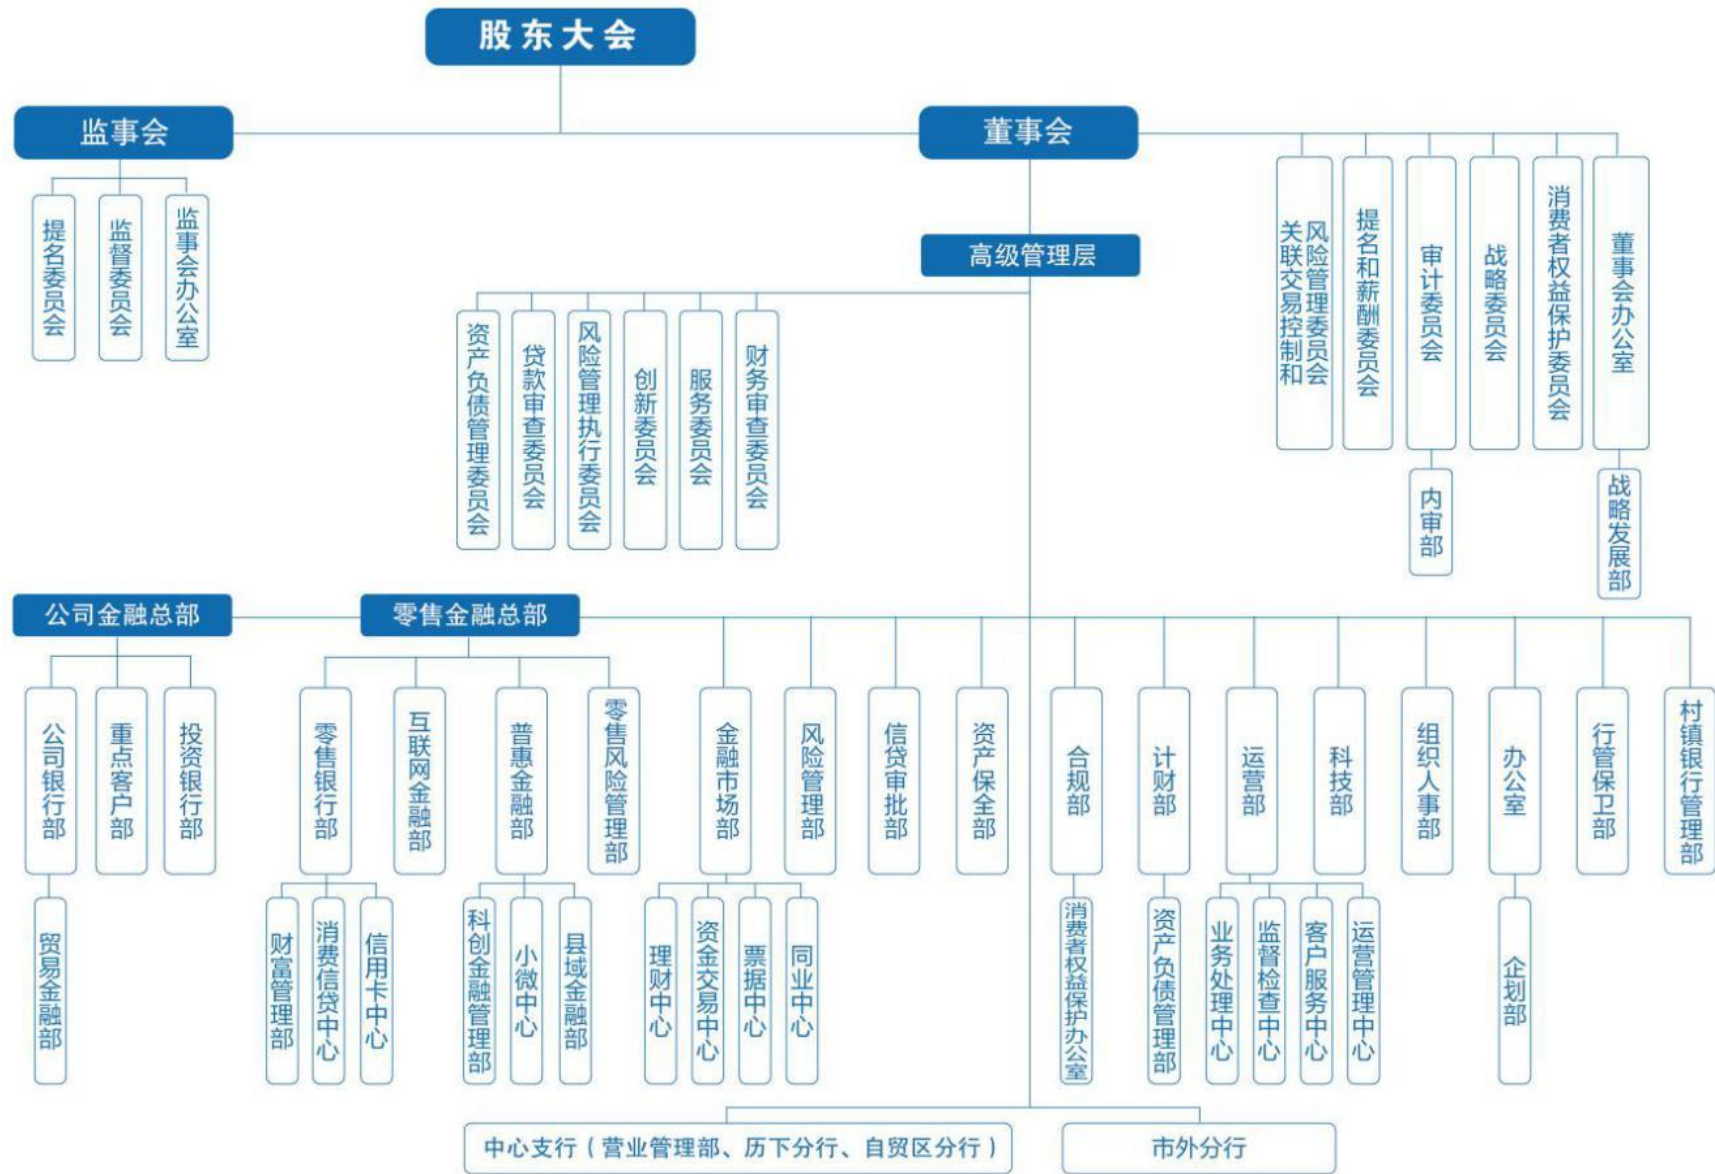 股东大会
监事会
董事会
提名委员会
监督委员会
监事会办公室
高级管理层
关联交易控制和
风险管理委员会
提名和薪酬委员会
审计委员会
战略委员会
消费者权益保护委员会
董事会办公室
内审部
战略发展部
资产负债管理委员会
贷款审查委员会
风险管理执行委员会
创新委员会
服务委员会
财务审查委员会
公司金融总部
零售金融总部
公司银行部
重点客户部
投资银行部
零售银行部
互联网金融部
普惠金融部
零售风险管理部
金融市场部
风险管理部
信贷审批部
资产保全部
合规部
计财部
运营部
科技部
组织人事部
办公室
行管保卫部
村镇银行管理部
贸易金融部
财富管理部
消费信贷中心
信用卡中心
科创金融管理部
小微中心
县域金融部
理财中心
资金交易中心
票据中心
同业中心
消费者权益保护办公室
资产负债管理部
业务处理中心
监督检查中心
客户服务中心
运营管理中心
企划部
中心支行（营业管理部、历下分行、自贸区分行）
市外分行